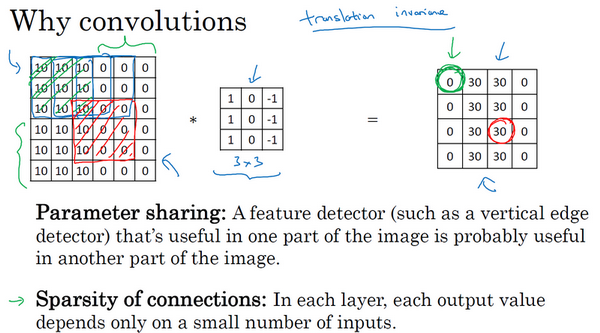 Why convolutions
translation invariance
10 10 10 0 0 0
10 10 10 0 0 0
10 10 10 0 0 0
10 10 10 0 0 0
10 10 10 0 0 0
10 10 10 0 0 0
*
1 0 -1
1 0 -1
1 0 -1
3×3
=
0 30 30 0
0 30 30 0
0 30 30 0
0 30 30 0
Parameter sharing: A feature detector (such as a vertical edge
detector) that’s useful in one part of the image is probably useful
in another part of the image.
→ Sparsity of connections: In each layer, each output value
depends only on a small number of inputs.